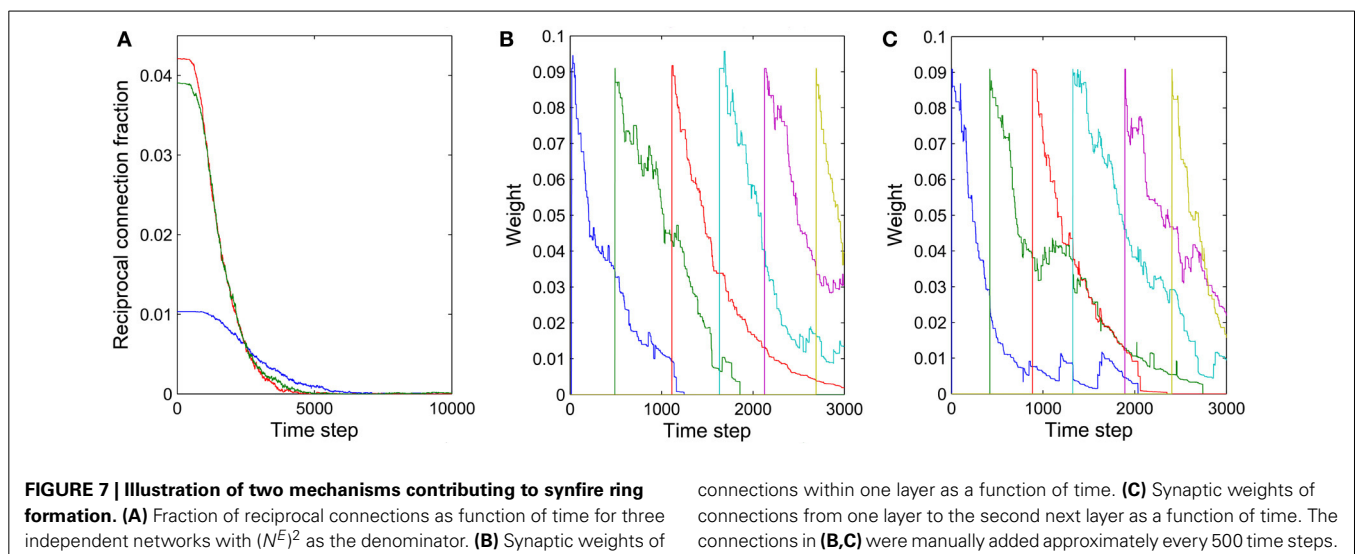 A
Reciprocal connection fraction
0.04
0.03
0.02
0.01
0
0
5000
10000
Time step
B
Weight
0.1
0.09
0.08
0.07
0.06
0.05
0.04
0.03
0.02
0.01
0
0
1000
2000
3000
Time step
C
Weight
0.1
0.09
0.08
0.07
0.06
0.05
0.04
0.03
0.02
0.01
0
0
1000
2000
3000
Time step
FIGURE 7 | Illustration of two mechanisms contributing to synfire ring
formation. (A) Fraction of reciprocal connections as function of time for three
independent networks with (N^E)^2 as the denominator. (B) Synaptic weights of
connections within one layer as a function of time. (C) Synaptic weights of
connections from one layer to the second next layer as a function of time. The
connections in (B,C) were manually added approximately every 500 time steps.